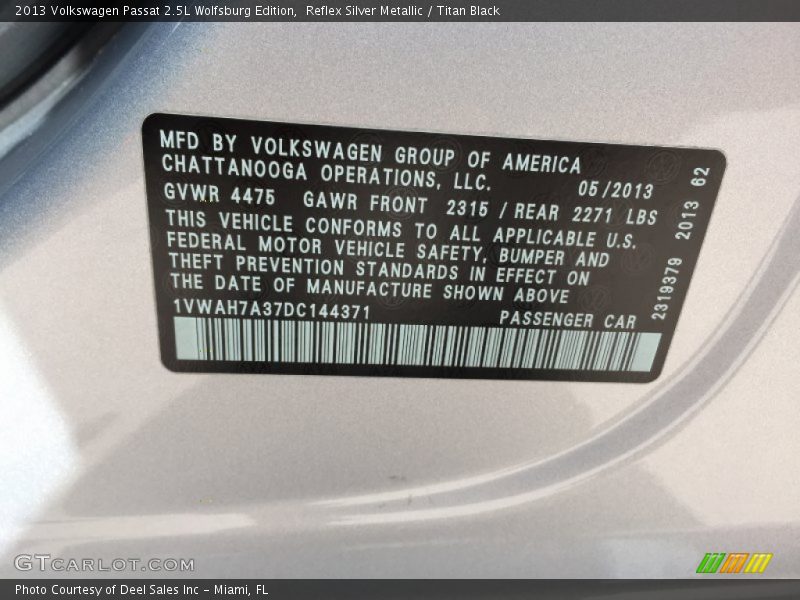 2013 Volkswagen Passat 2.5L Wolfsburg Edition,  Reflex Silver Metallic / Titan Black
MFD BY VOLKSWAGEN GROUP OF AMERICA
CHATTANOOGA OPERATIONS, LLC. 05/2013
GVWR 4475 GAWR FRONT 2315 / REAR 2271 LBS
THIS VEHICLE CONFORMS TO ALL APPLICABLE U.S.
FEDERAL MOTOR VEHICLE SAFETY, BUMPER AND
THEFT PREVENTION STANDARDS IN EFFECT ON
THE DATE OF MANUFACTURE SHOWN ABOVE
1VWAH7A37DC144371 PASSENGER CAR
2319379 2013 62
GTCARLOT.COM
Photo Courtesy of Deel Sales Inc – Miami, FL